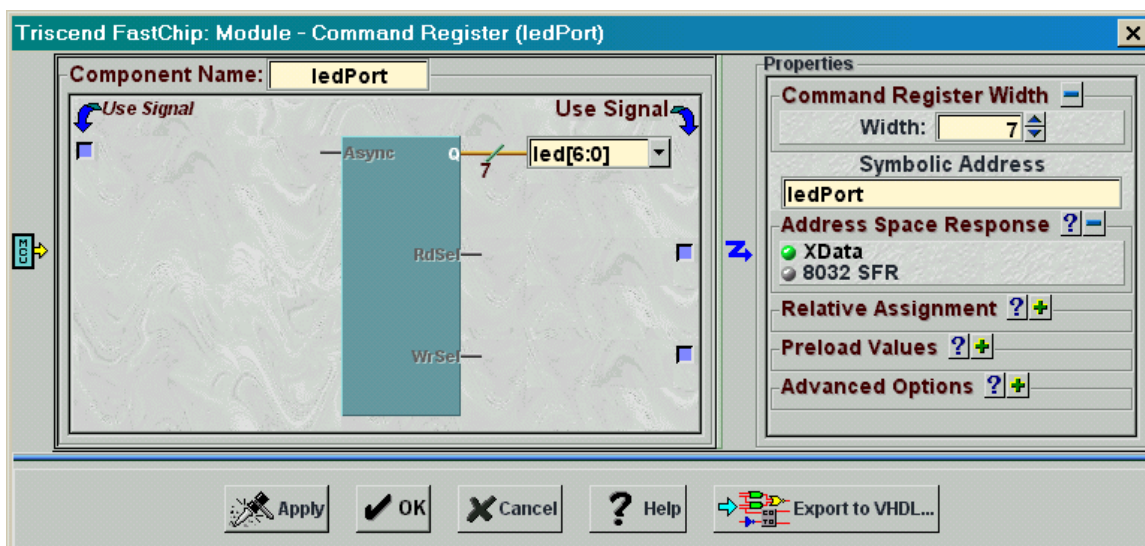 Triscend FastChip: Module - Command Register (ledPort)
Component Name: ledPort
Use Signal
Use Signal
Async
Q
7
led[6:0]
RdSel
WrSel
MCU
Properties
Command Register Width
Width: 7
Symbolic Address
ledPort
Address Space Response ?
XData
8032 SFR
Relative Assignment ?
Preload Values ?
Advanced Options ?
Apply
OK
Cancel
? Help
Export to VHDL...